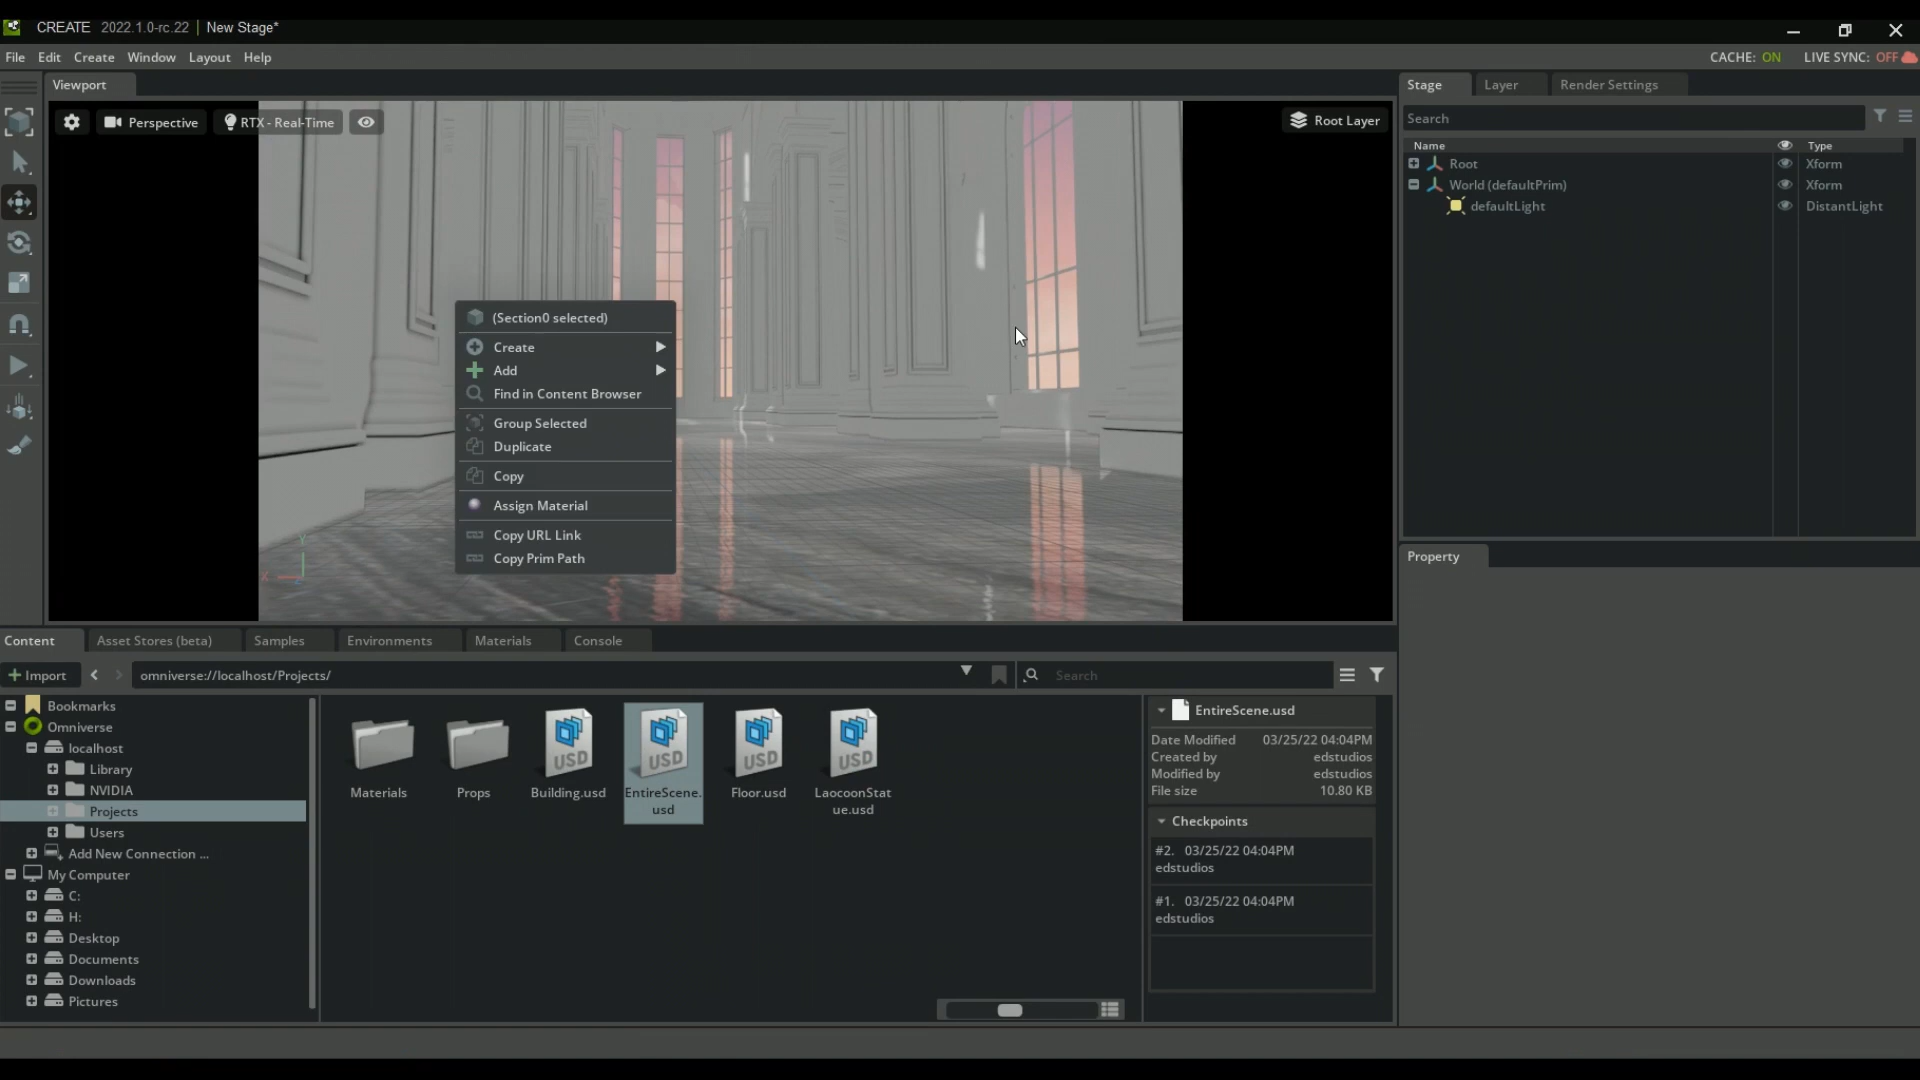 CREATE 2022.1.0-rc.22 | New Stage*
File Edit Create Window Layout Help
CACHE: ON LIVE SYNC: OFF
Viewport
Perspective
RTX - Real-Time
Root Layer
(Section0 selected)
Create
Add
Find in Content Browser
Group Selected
Duplicate
Copy
Assign Material
Copy URL Link
Copy Prim Path
Y
X
Z
Stage Layer Render Settings
Search
Name Type
Root Xform
World (defaultPrim) Xform
defaultLight DistantLight
Property
Content Asset Stores (beta) Samples Environments Materials Console
Import
omniverse://localhost/Projects/
Search
Bookmarks
Omniverse
localhost
Library
NVIDIA
Projects
Users
Add New Connection ...
My Computer
C:
H:
Desktop
Documents
Downloads
Pictures
USD USD USD USD
Materials Props Building.usd EntireScene. Floor.usd LaocoonStat
usd ue.usd
EntireScene.usd
Date Modified 03/25/22 04:04PM
Created by edstudios
Modified by edstudios
File size 10.80 KB
Checkpoints
#2. 03/25/22 04:04PM
edstudios
#1. 03/25/22 04:04PM
edstudios